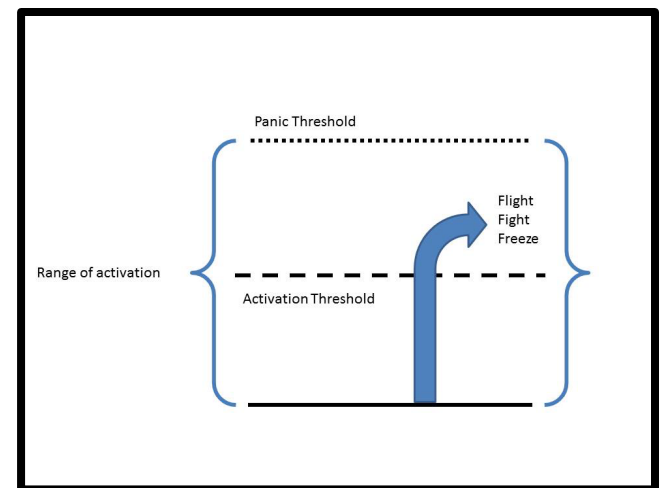 Panic Threshold
Flight
Fight
Freeze
Range of activation
Activation Threshold